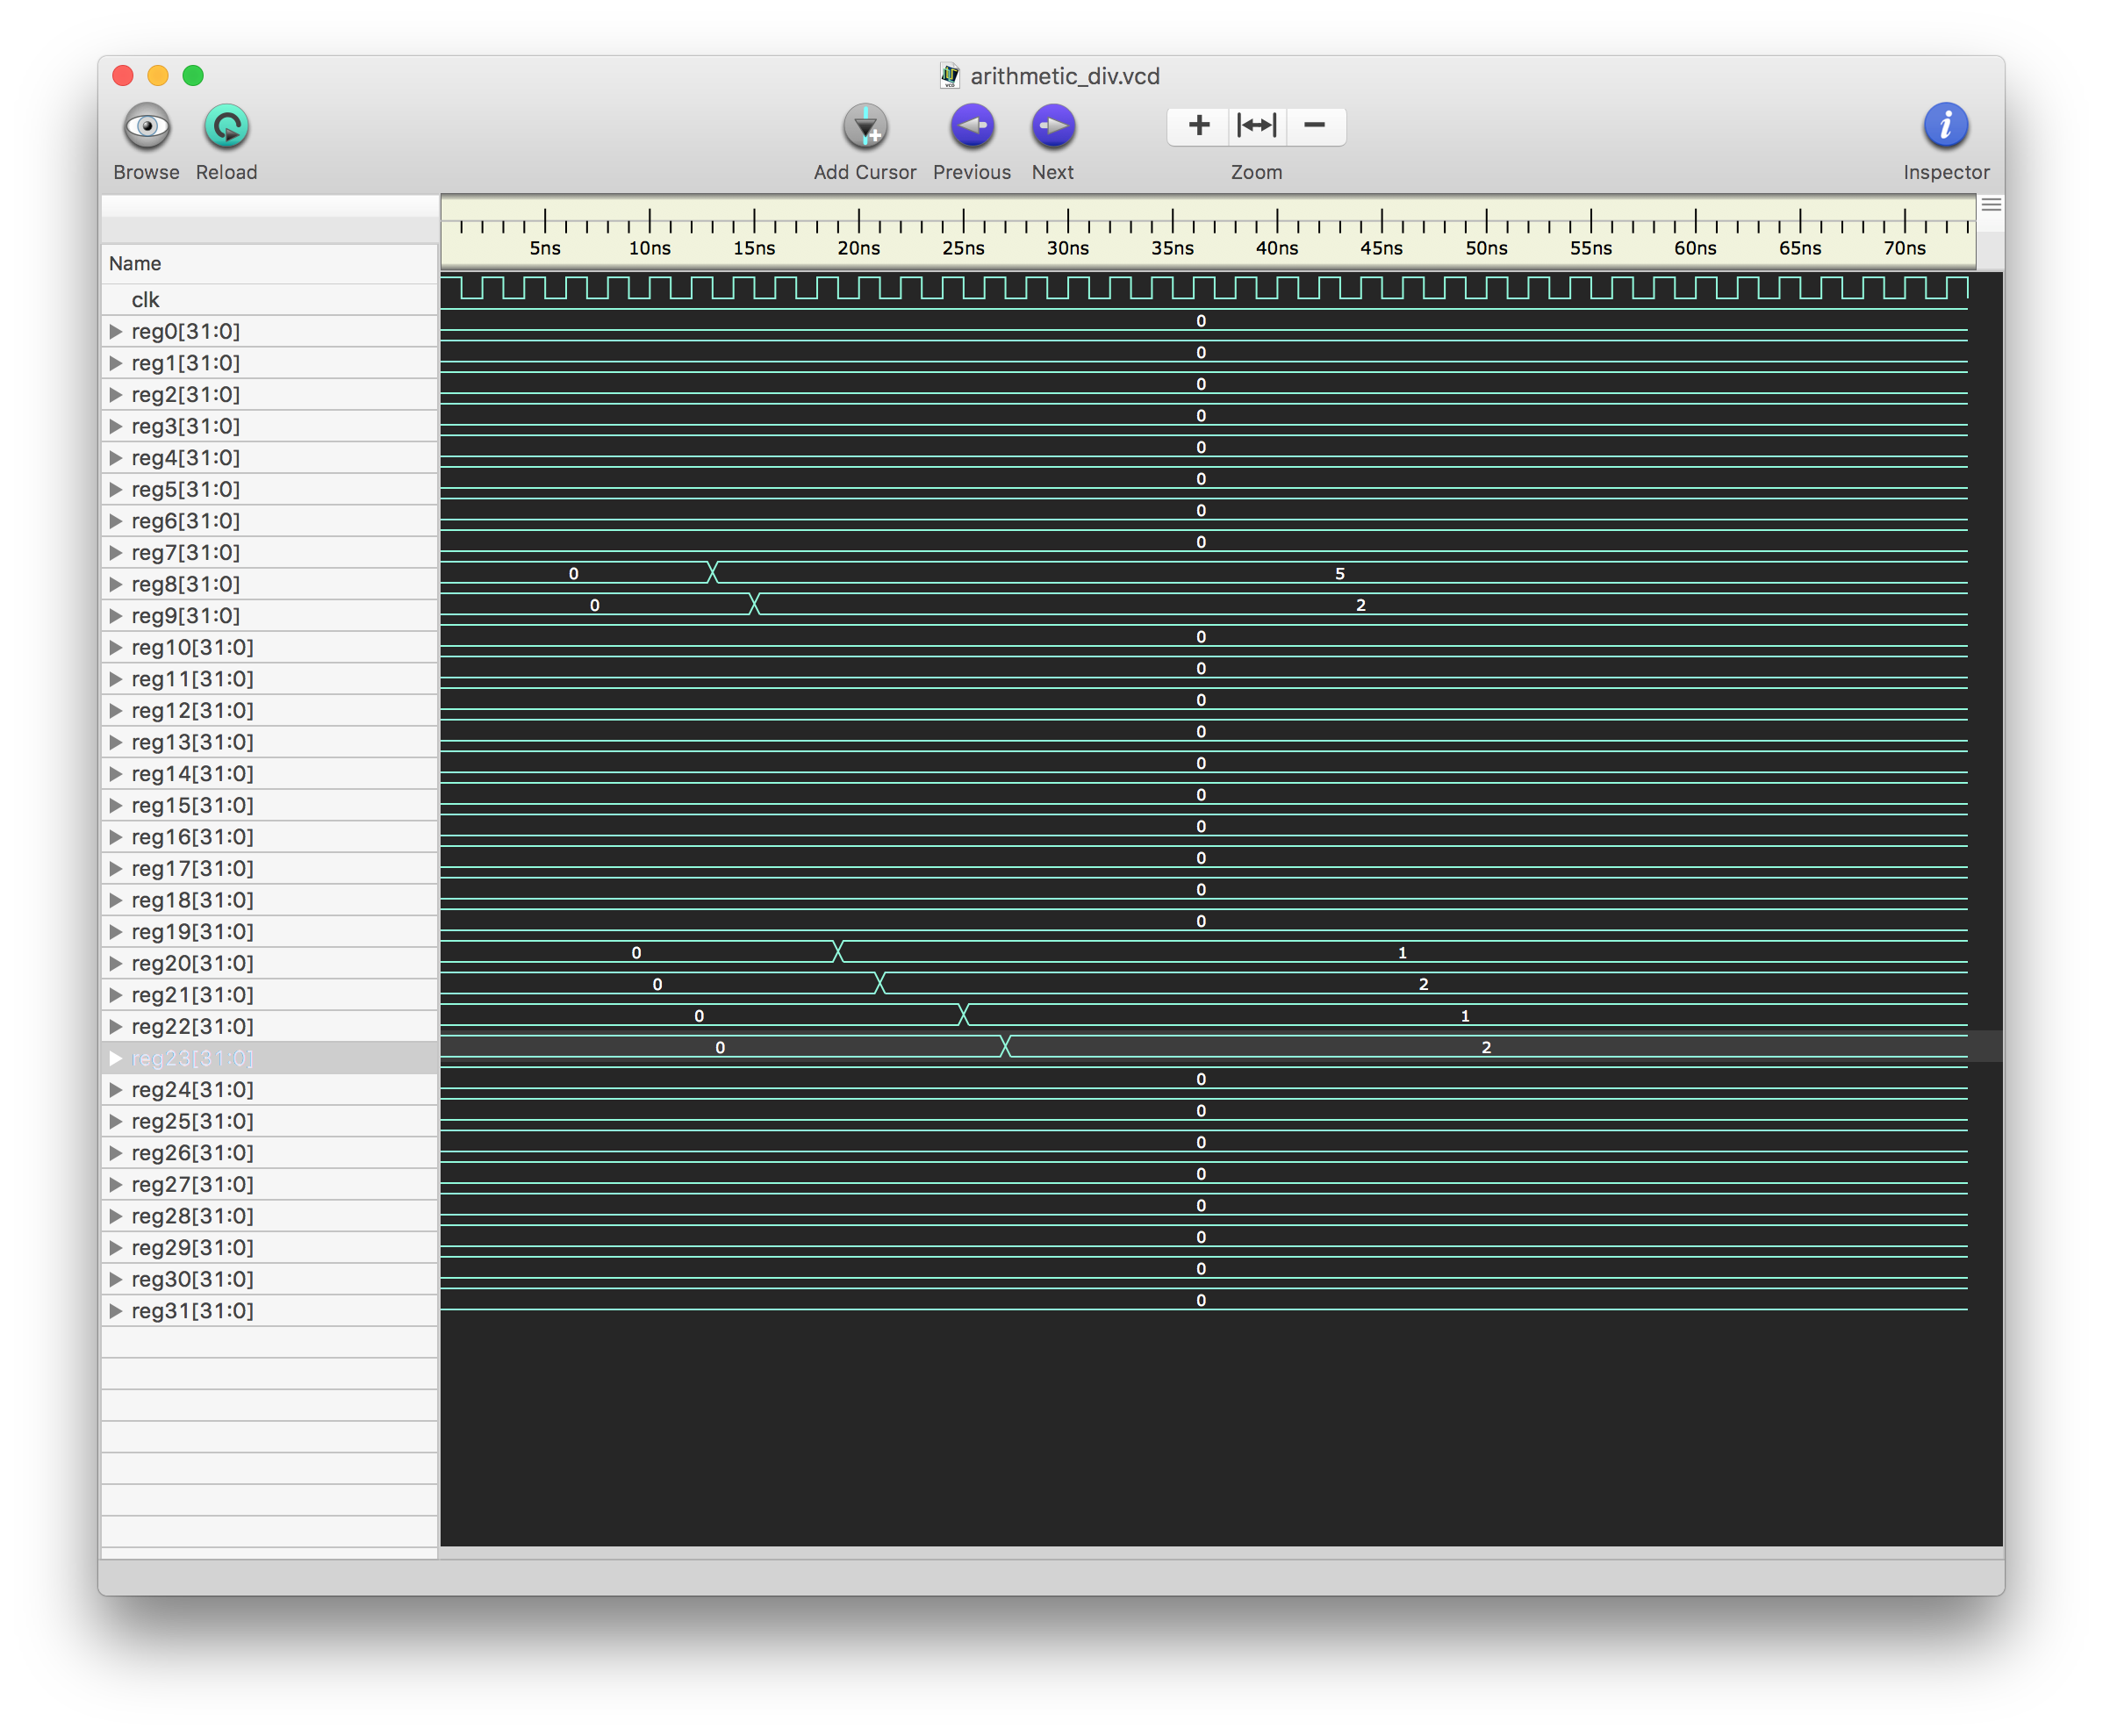 arithmetic_div.vcd
Browse Reload Add Cursor Previous Next Zoom Inspector
5ns 10ns 15ns 20ns 25ns 30ns 35ns 40ns 45ns 50ns 55ns 60ns 65ns 70ns
Name
clk
reg0[31:0] 0
reg1[31:0] 0
reg2[31:0] 0
reg3[31:0] 0
reg4[31:0] 0
reg5[31:0] 0
reg6[31:0] 0
reg7[31:0] 0
reg8[31:0] 0 5
reg9[31:0] 0 2
reg10[31:0] 0
reg11[31:0] 0
reg12[31:0] 0
reg13[31:0] 0
reg14[31:0] 0
reg15[31:0] 0
reg16[31:0] 0
reg17[31:0] 0
reg18[31:0] 0
reg19[31:0] 0
reg20[31:0] 0 1
reg21[31:0] 0 2
reg22[31:0] 0 1
reg23[31:0] 0 2
reg24[31:0] 0
reg25[31:0] 0
reg26[31:0] 0
reg27[31:0] 0
reg28[31:0] 0
reg29[31:0] 0
reg30[31:0] 0
reg31[31:0] 0